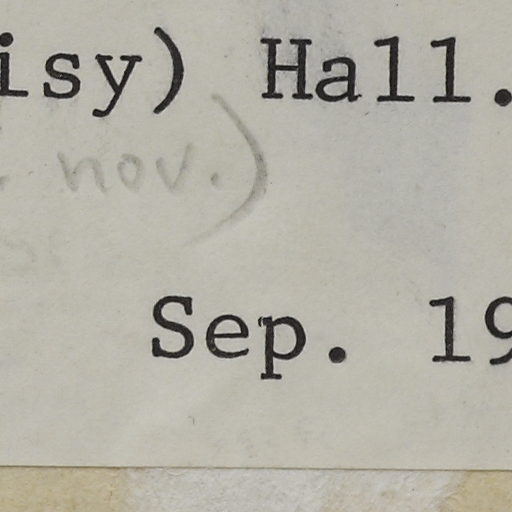 isy) Hall.
. nov.)
Sep. 19